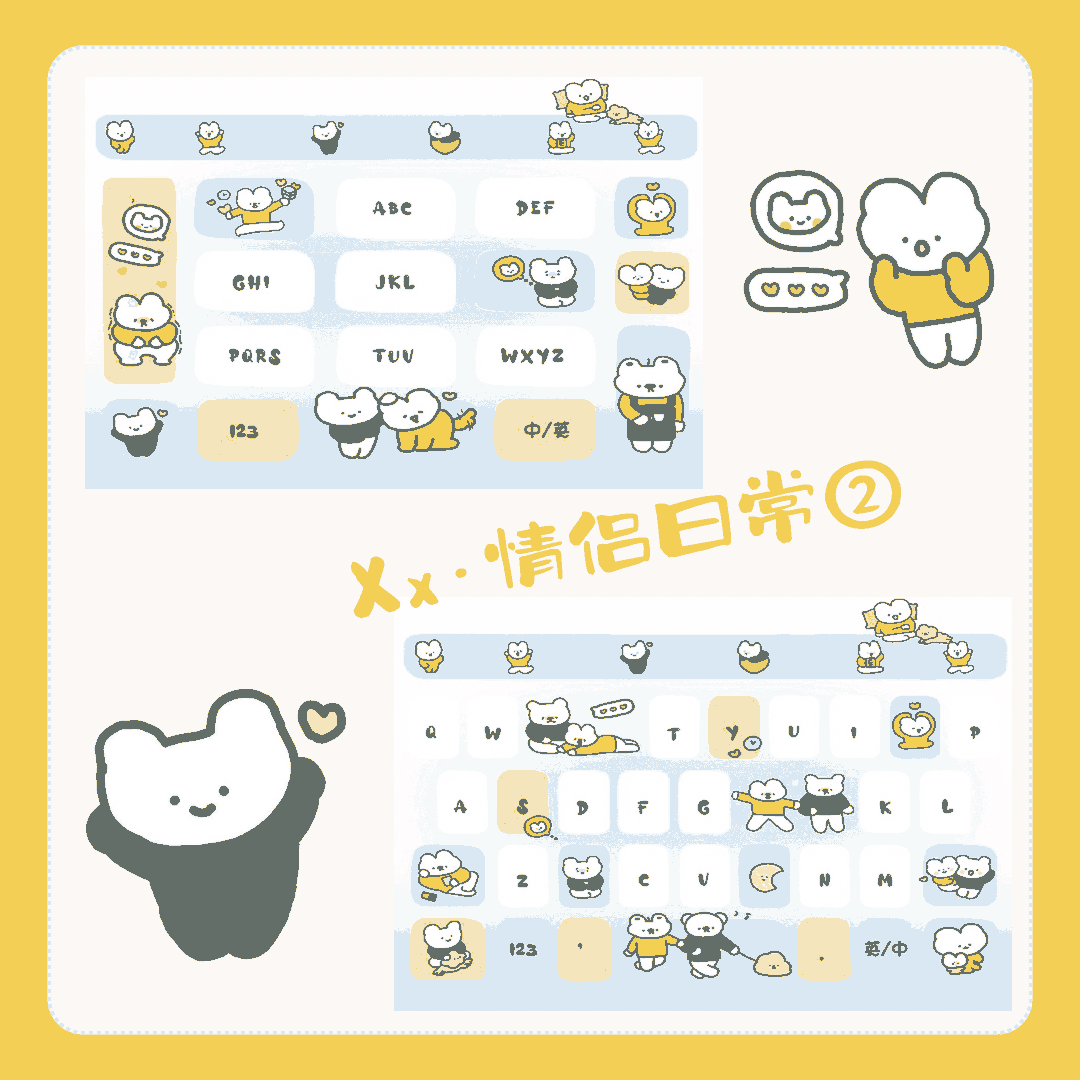 ABC DEF
GHI JKL
PQRS TUV WXYZ
123 中/英
Xx·情侣日常②
Q W T Y U I P
A S D F G K L
Z C V N M
123 , . 英/中